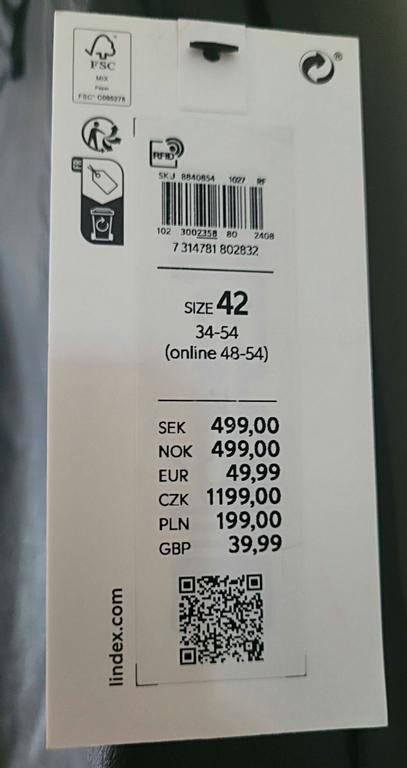 FSC
MIX
Paper
FSC® C095275
®
RFID
SKU 8840854 1027 RF
102 3002358 80 2408
7 314781 802832
SIZE 42
34-54
(online 48-54)
SEK 499,00
NOK 499,00
EUR 49,99
CZK 1199,00
PLN 199,00
GBP 39,99
lindex.com